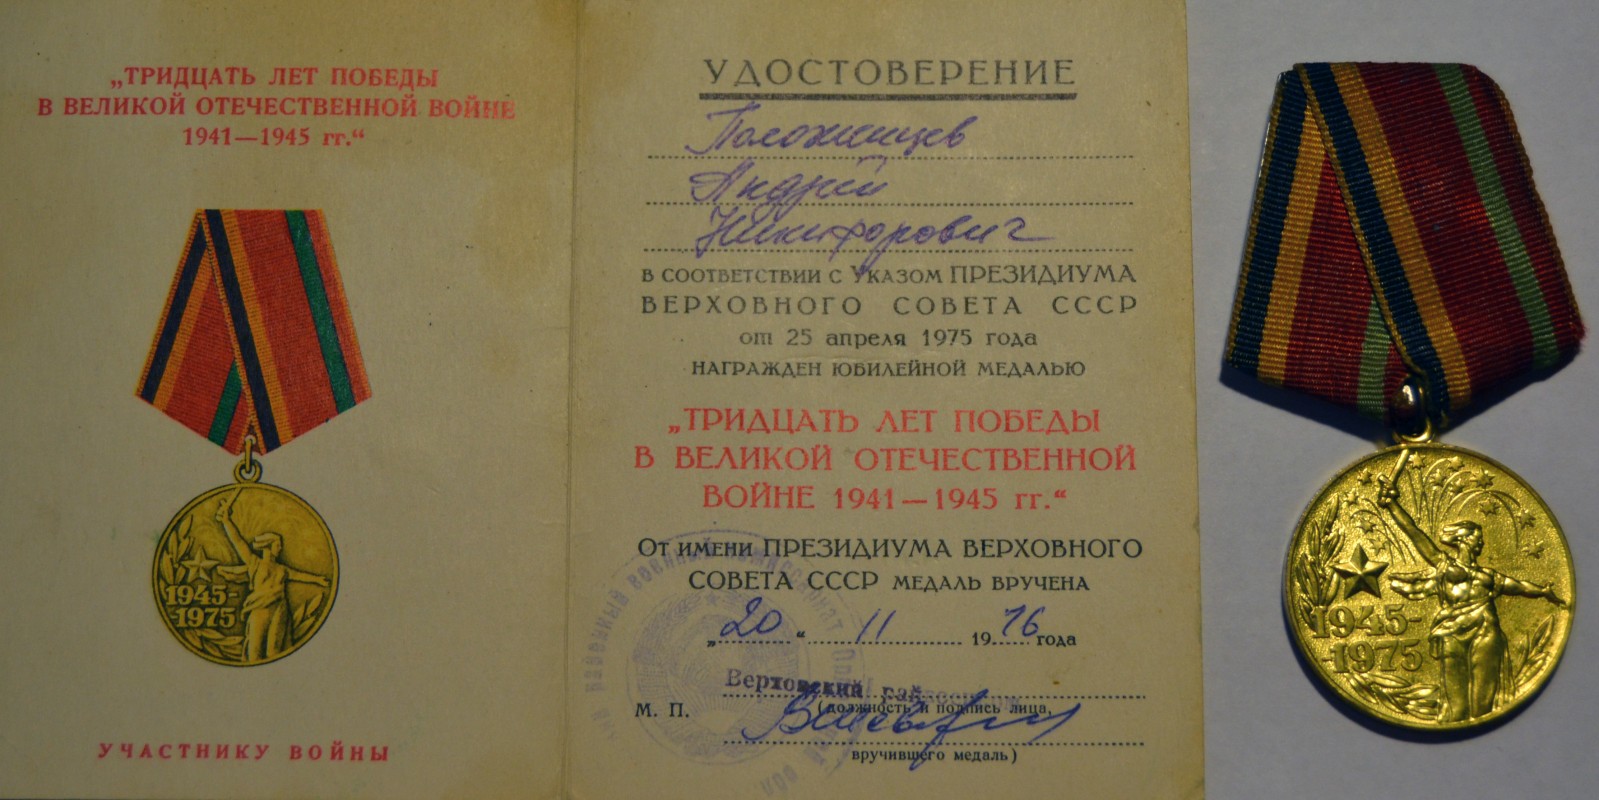 „ТРИДЦАТЬ ЛЕТ ПОБЕДЫ
В ВЕЛИКОЙ ОТЕЧЕСТВЕННОЙ ВОЙНЕ
1941—1945 гг.“
1945-
-1975
УЧАСТНИКУ ВОЙНЫ
УДОСТОВЕРЕНИЕ
Положенцев
Андрей
Никифорович
В СООТВЕТСТВИИ С УКАЗОМ ПРЕЗИДИУМА
ВЕРХОВНОГО СОВЕТА СССР
от 25 апреля 1975 года
НАГРАЖДЕН ЮБИЛЕЙНОЙ МЕДАЛЬЮ
„ТРИДЦАТЬ ЛЕТ ПОБЕДЫ
В ВЕЛИКОЙ ОТЕЧЕСТВЕННОЙ
ВОЙНЕ 1941—1945 гг.“
ОТ ИМЕНИ ПРЕЗИДИУМА ВЕРХОВНОГО
СОВЕТА СССР МЕДАЛЬ ВРУЧЕНА
„20“ 11 1976 года
Верховский рай
М. П. (должность и подпись лица,
вручившего медаль)
1945-
-1975